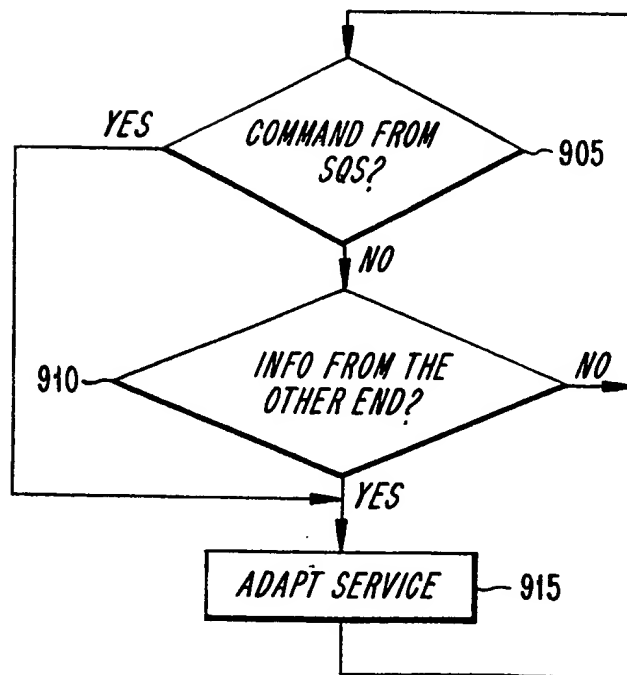 YES
COMMAND FROM
SQS?
905
NO
910
INFO FROM THE
OTHER END?
NO
YES
ADAPT SERVICE
915